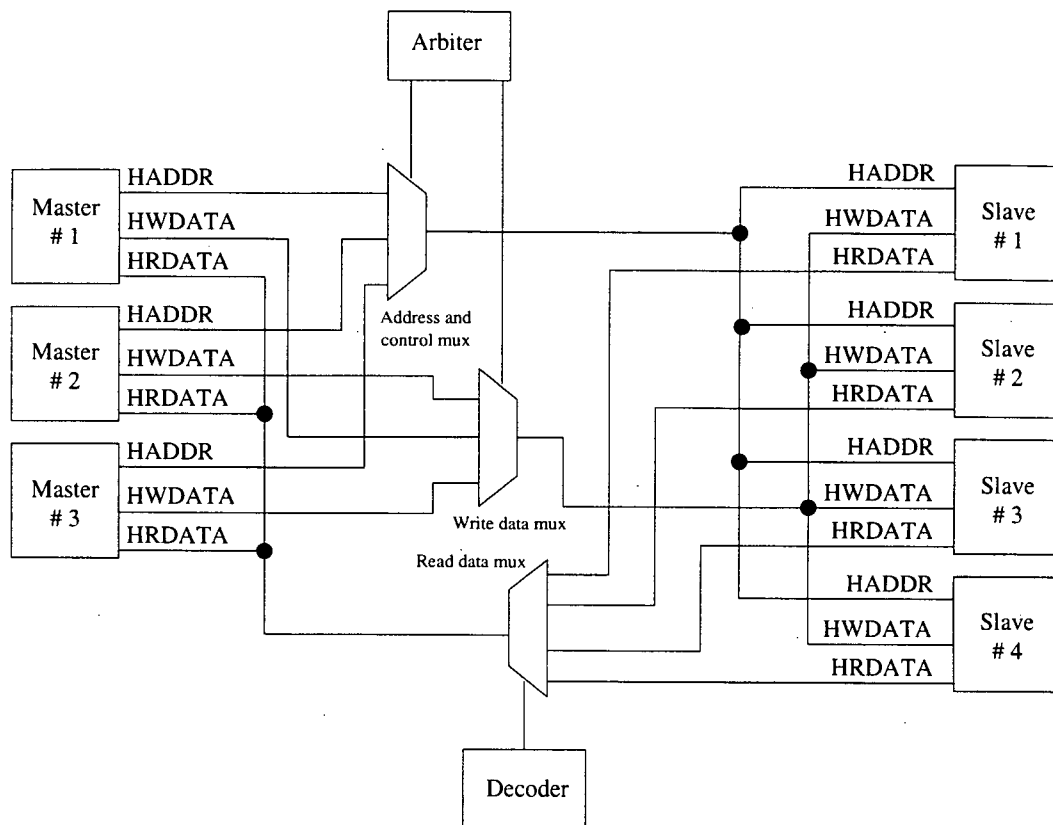 Arbiter
Master
# 1
HADDR
HWDATA
HRDATA
Master
# 2
HADDR
HWDATA
HRDATA
Master
# 3
HADDR
HWDATA
HRDATA
Address and
control mux
Write data mux
Read data mux
HADDR
HWDATA
HRDATA
Slave
# 1
HADDR
HWDATA
HRDATA
Slave
# 2
HADDR
HWDATA
HRDATA
Slave
# 3
HADDR
HWDATA
HRDATA
Slave
# 4
Decoder